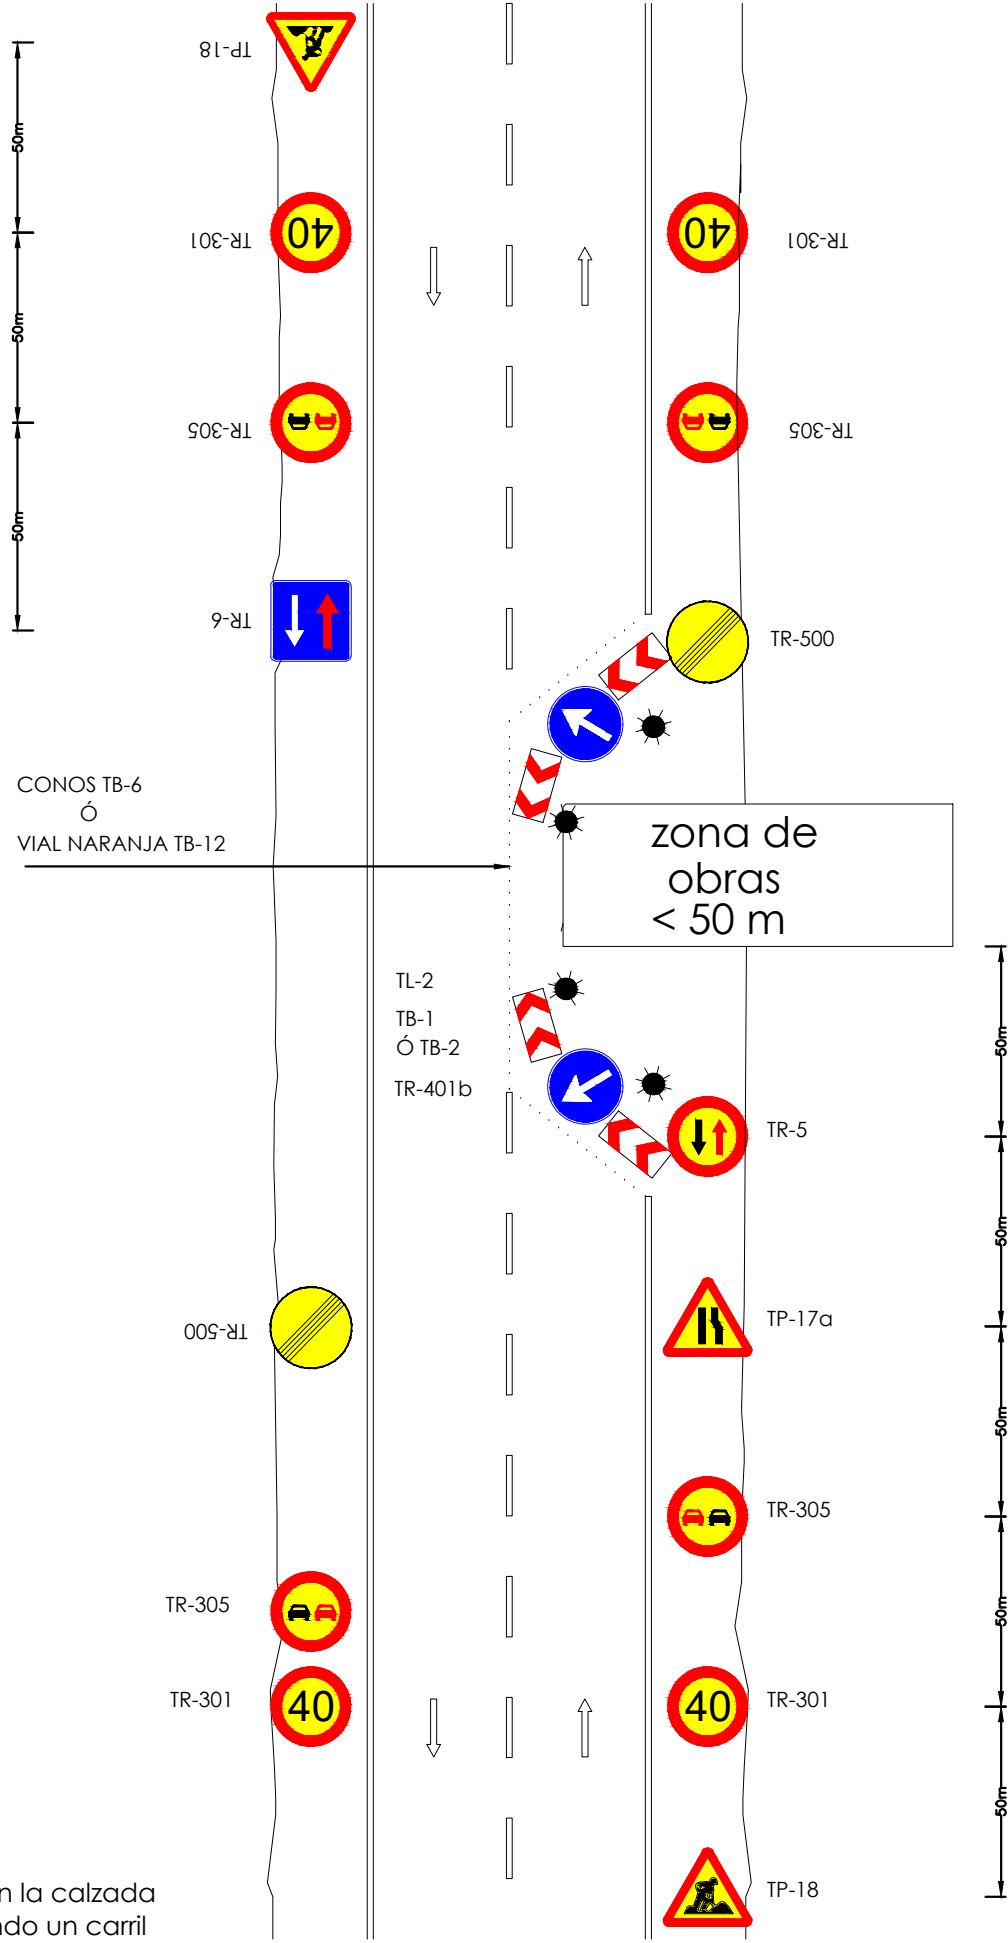 TP-18
50m
TR-301
40
40
TR-301
50m
TR-305
TR-305
50m
TR-6
TR-500
CONOS TB-6
Ó
VIAL NARANJA TB-12
zona de
obras
< 50 m
TL-2
TB-1
Ó TB-2
TR-401b
50m
TR-5
50m
TP-17a
TR-500
50m
TR-305
50m
TR-305
TR-301
40
40
TR-301
50m
TP-18
n la calzada
ndo un carril